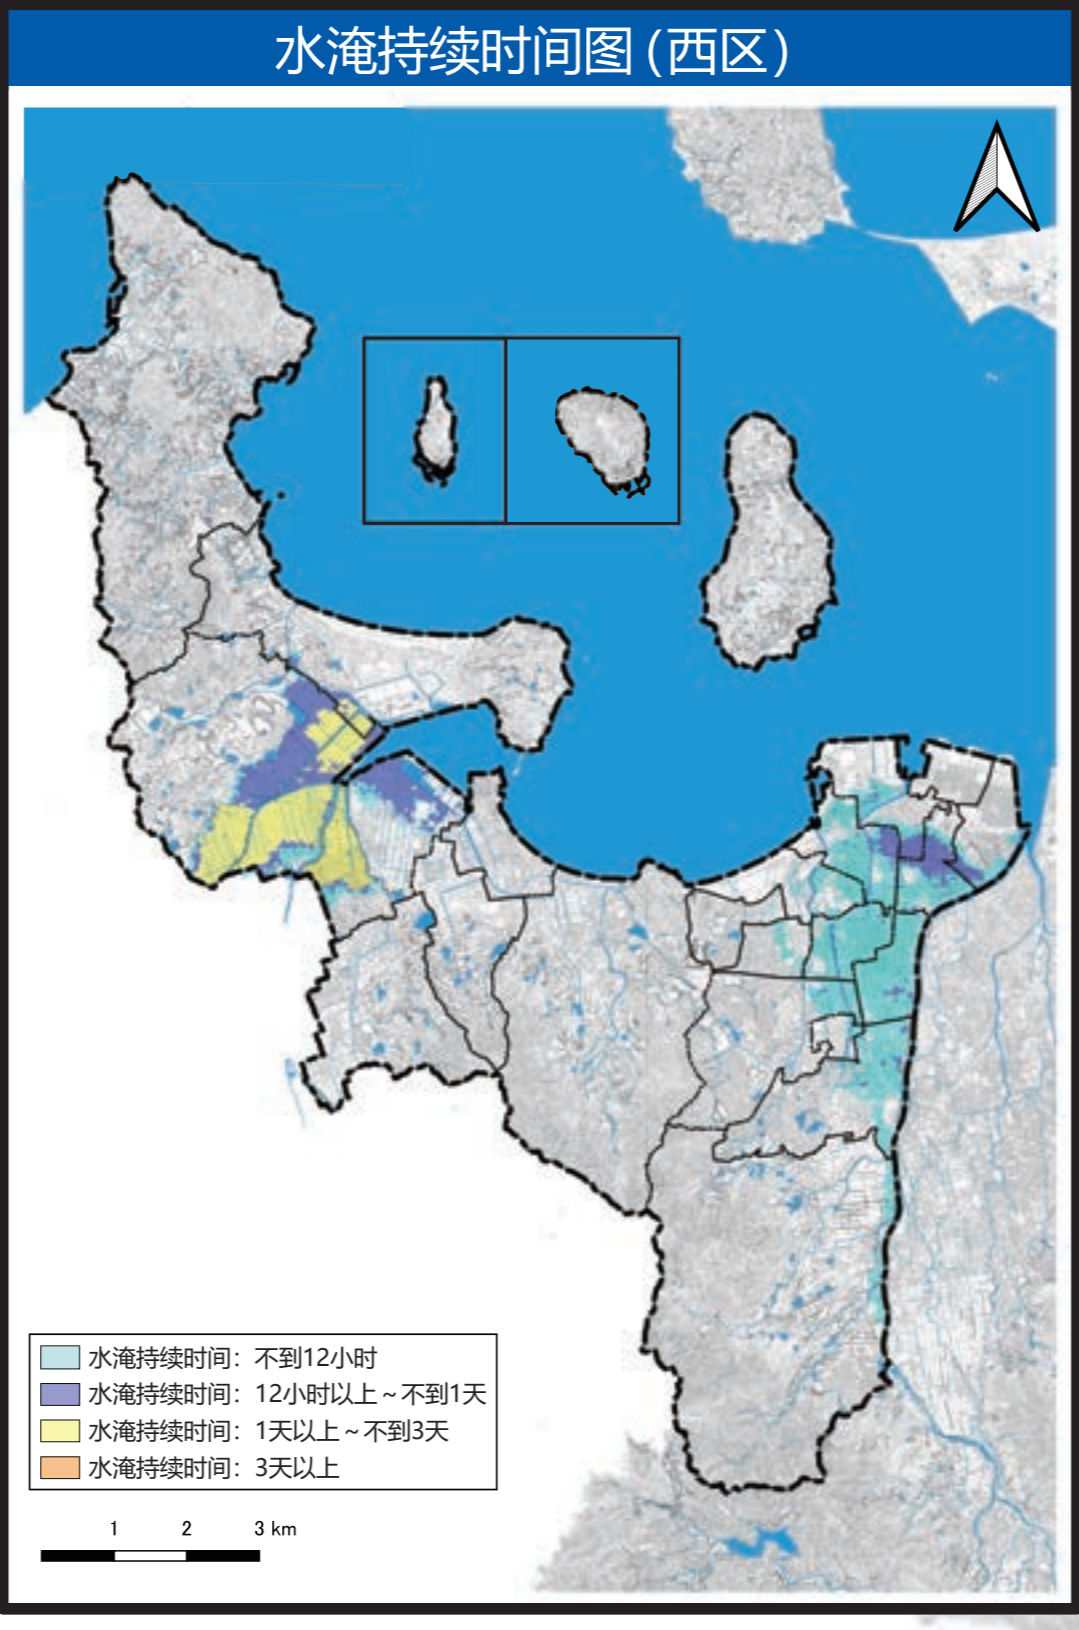 水淹持续时间图(西区)
水淹持续时间：不到12小时
水淹持续时间：12小时以上～不到1天
水淹持续时间：1天以上～不到3天
水淹持续时间：3天以上
1 2 3 km